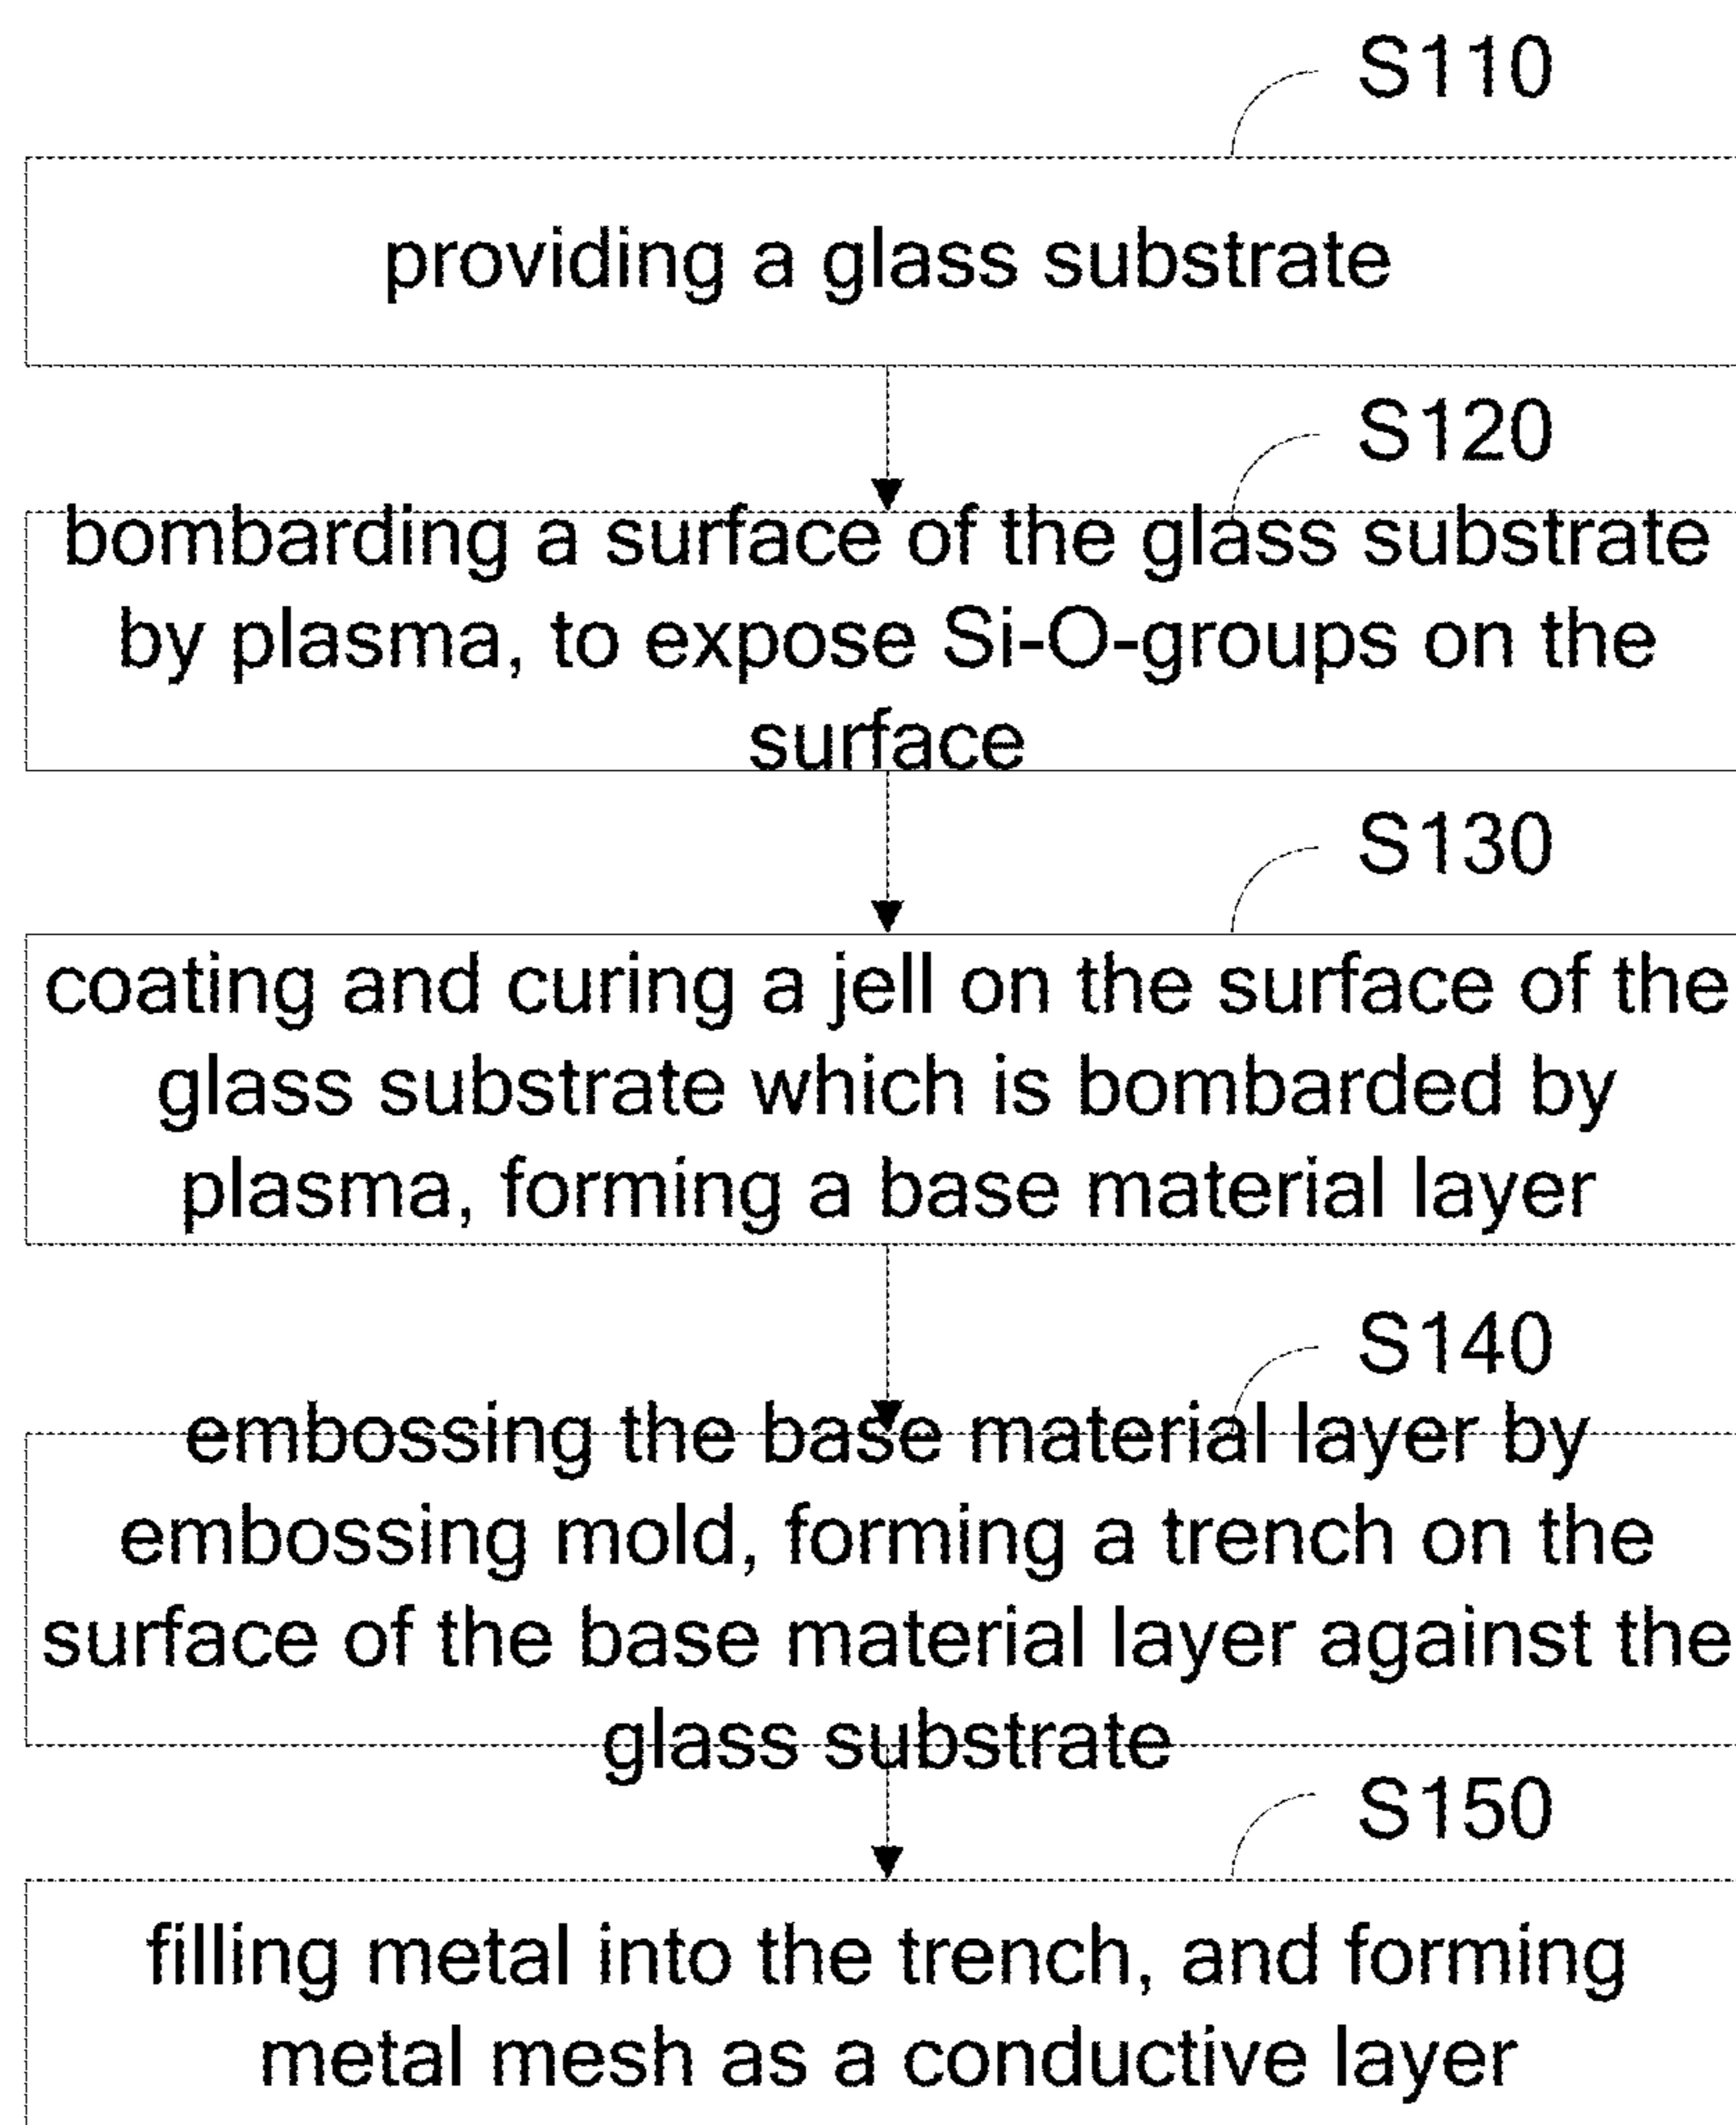 S110
providing a glass substrate
S120
bombarding a surface of the glass substrate
by plasma, to expose Si-O-groups on the
surface
S130
coating and curing a jell on the surface of the
glass substrate which is bombarded by
plasma, forming a base material layer
S140
embossing the base material layer by
embossing mold, forming a trench on the
surface of the base material layer against the
glass substrate
S150
filling metal into the trench, and forming
metal mesh as a conductive layer